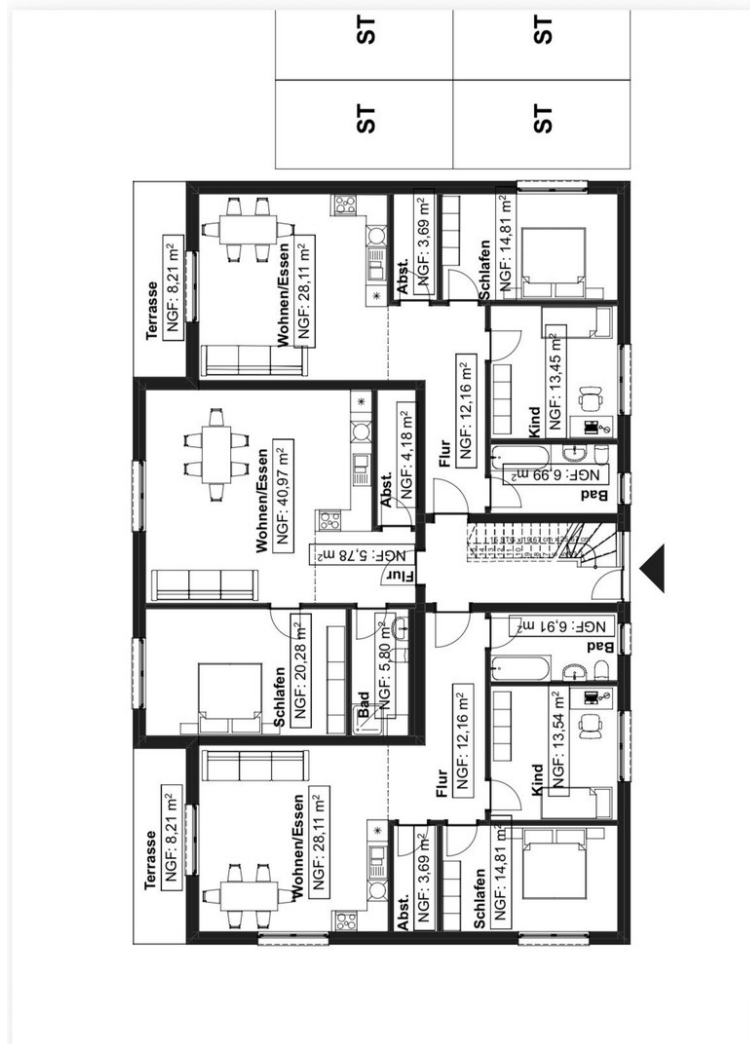 ST
ST
ST
ST
Terrasse
NGF: 8,21 m²
Wohnen/Essen
NGF: 28,11 m²
Abst.
NGF: 3,69 m²
Schlafen
NGF: 14,81 m²
Flur
NGF: 12,16 m²
Kind
NGF: 13,45 m²
Bad
NGF: 6,99 m²
Wohnen/Essen
NGF: 40,97 m²
Abst.
NGF: 4,18 m²
Flur
NGF: 5,78 m²
Schlafen
NGF: 20,28 m²
Bad
NGF: 5,80 m²
Bad
NGF: 6,91 m²
Flur
NGF: 12,16 m²
Kind
NGF: 13,54 m²
Terrasse
NGF: 8,21 m²
Wohnen/Essen
NGF: 28,11 m²
Abst.
NGF: 3,69 m²
Schlafen
NGF: 14,81 m²